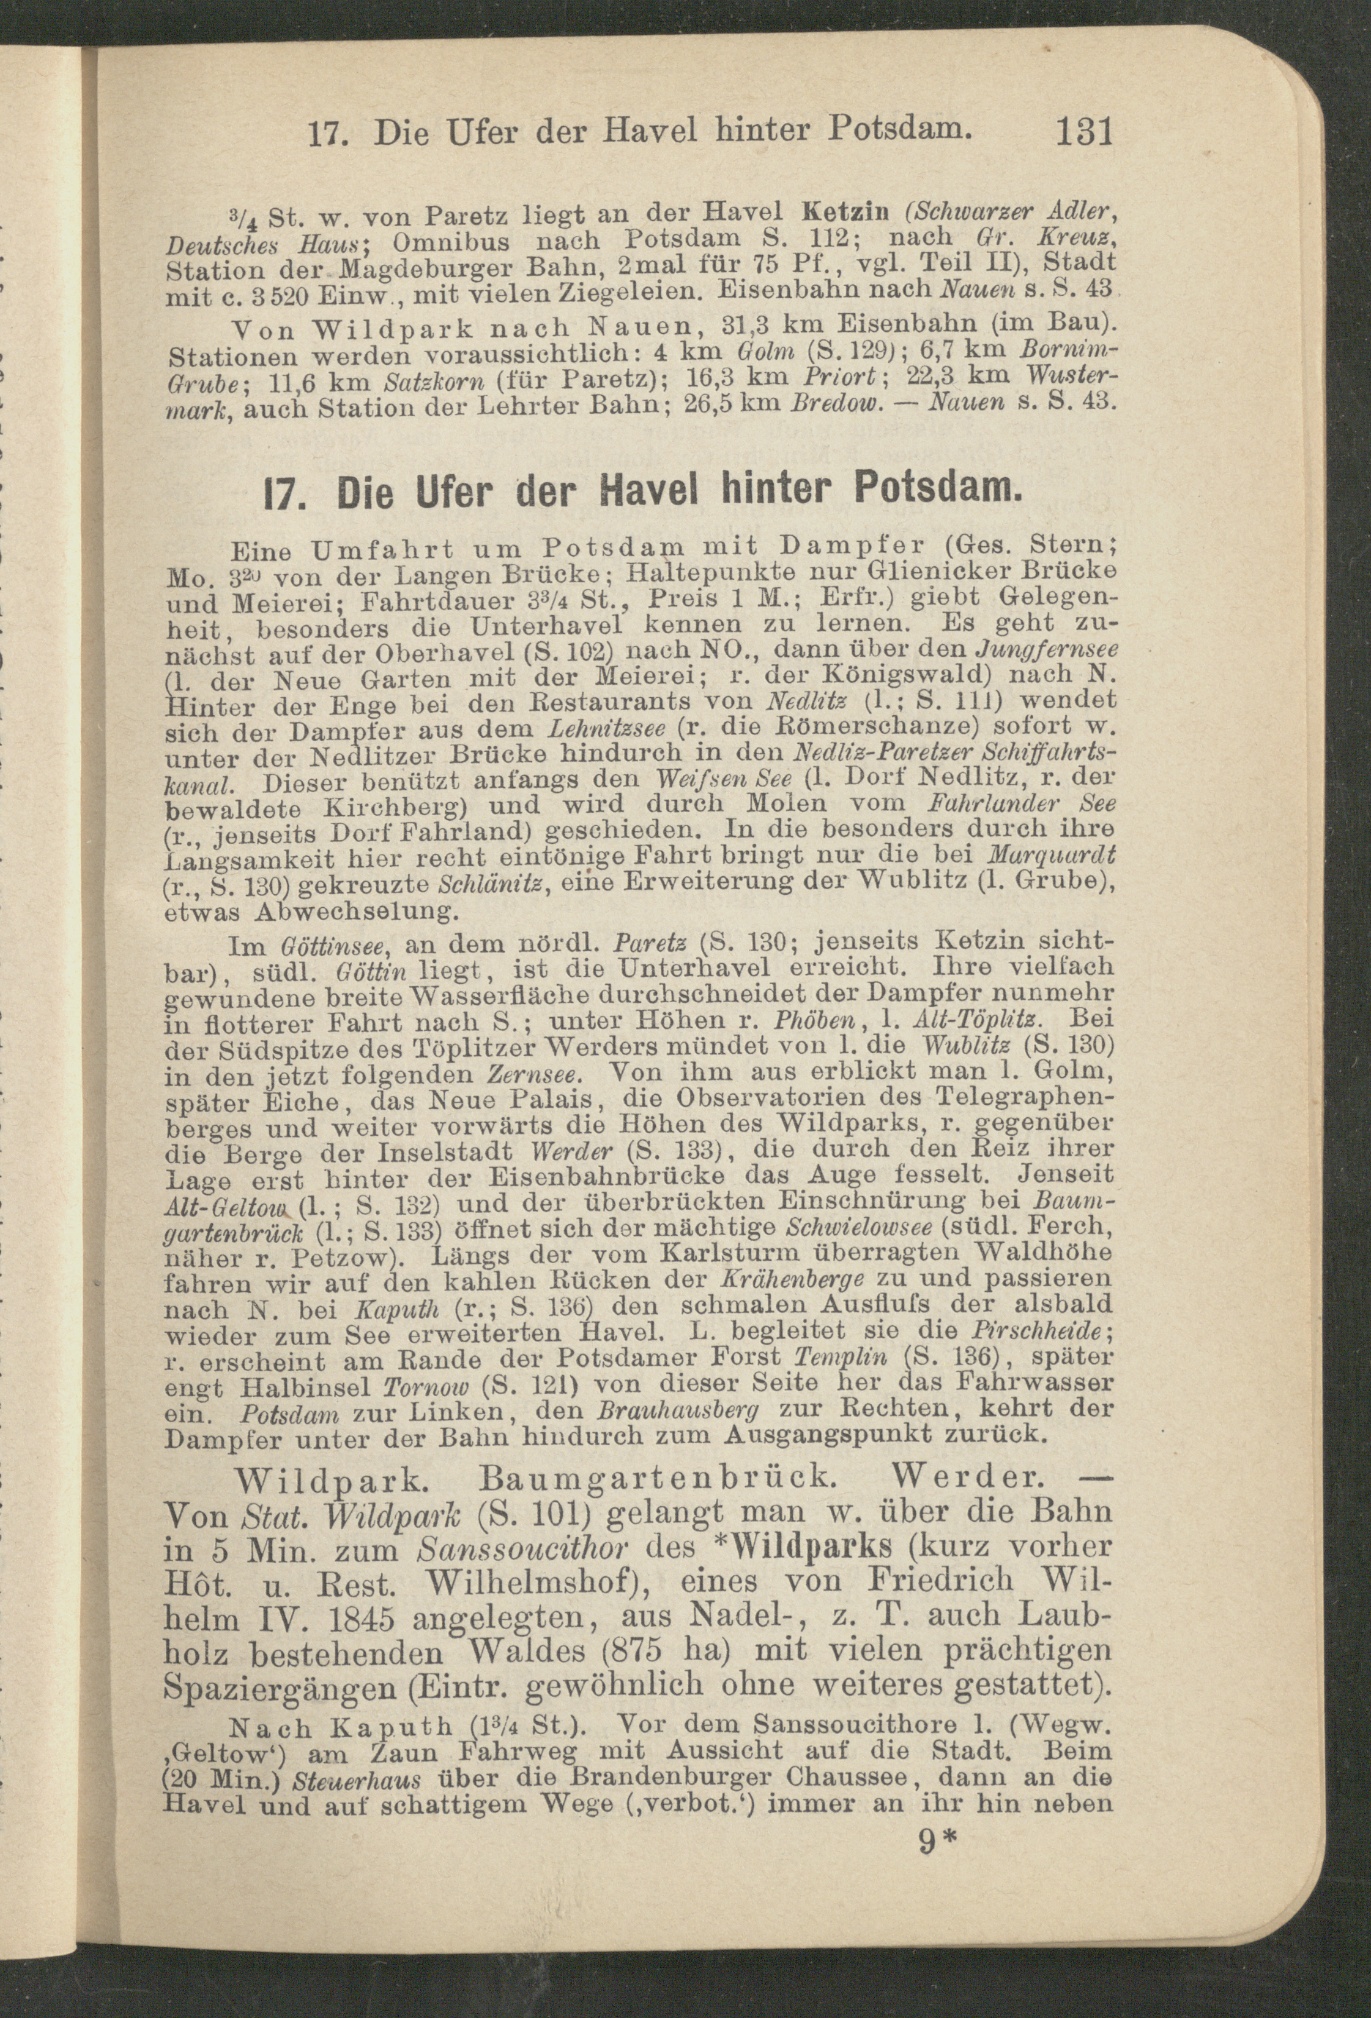 17. Die Ufer der Havel hinter Potsdam. 131
3/4 St. w. von Paretz liegt an der Havel Ketzin (Schwarzer Adler,
Deutsches Haus; Omnibus nach Potsdam S. 112; nach Gr. Kreuz,
Station der Magdeburger Bahn, 2mal für 75 Pf., vgl. Teil II), Stadt
mit c. 3520 Einw., mit vielen Ziegeleien. Eisenbahn nach Nauen s. S. 43
Von Wildpark nach Nauen, 31,3 km Eisenbahn (im Bau).
Stationen werden voraussichtlich: 4 km Golm (S. 129); 6,7 km Bornim-
Grube; 11,6 km Satzkorn (für Paretz); 16,3 km Priort; 22,3 km Wuster-
mark, auch Station der Lehrter Bahn; 26,5 km Bredow. — Nauen s. S. 43.
17. Die Ufer der Havel hinter Potsdam.
Eine Umfahrt um Potsdam mit Dampfer (Ges. Stern;
Mo. 3²⁰ von der Langen Brücke; Haltepunkte nur Glienicker Brücke
und Meierei; Fahrtdauer 3³/₄ St., Preis 1 M.; Erfr.) giebt Gelegen-
heit, besonders die Unterhavel kennen zu lernen. Es geht zu-
nächst auf der Oberhavel (S. 102) nach NO., dann über den Jungfernsee
(l. der Neue Garten mit der Meierei; r. der Königswald) nach N.
Hinter der Enge bei den Restaurants von Nedlitz (l.; S. 111) wendet
sich der Dampfer aus dem Lehnitzsee (r. die Römerschanze) sofort w.
unter der Nedlitzer Brücke hindurch in den Nedliz-Paretzer Schiffahrts-
kanal. Dieser benützt anfangs den Weiſsen See (l. Dorf Nedlitz, r. der
bewaldete Kirchberg) und wird durch Molen vom Fahrlander See
(r., jenseits Dorf Fahrland) geschieden. In die besonders durch ihre
Langsamkeit hier recht eintönige Fahrt bringt nur die bei Marquardt
(r., S. 130) gekreuzte Schlänitz, eine Erweiterung der Wublitz (l. Grube),
etwas Abwechselung.
Im Göttinsee, an dem nördl. Paretz (S. 130; jenseits Ketzin sicht-
bar), südl. Göttin liegt, ist die Unterhavel erreicht. Ihre vielfach
gewundene breite Wasserfläche durchschneidet der Dampfer nunmehr
in flotterer Fahrt nach S.; unter Höhen r. Phöben, l. Alt-Töplitz. Bei
der Südspitze des Töplitzer Werders mündet von l. die Wublitz (S. 130)
in den jetzt folgenden Zernsee. Von ihm aus erblickt man l. Golm,
später Eiche, das Neue Palais, die Observatorien des Telegraphen-
berges und weiter vorwärts die Höhen des Wildparks, r. gegenüber
die Berge der Inselstadt Werder (S. 133), die durch den Reiz ihrer
Lage erst hinter der Eisenbahnbrücke das Auge fesselt. Jenseit
Alt-Geltow (l.; S. 132) und der überbrückten Einschnürung bei Baum-
gartenbrück (l.; S. 133) öffnet sich der mächtige Schwielowsee (südl. Ferch,
näher r. Petzow). Längs der vom Karlsturm überragten Waldhöhe
fahren wir auf den kahlen Rücken der Krähenberge zu und passieren
nach N. bei Kaputh (r.; S. 136) den schmalen Ausfluſs der alsbald
wieder zum See erweiterten Havel. L. begleitet sie die Pirschheide;
r. erscheint am Rande der Potsdamer Forst Templin (S. 136), später
engt Halbinsel Tornow (S. 121) von dieser Seite her das Fahrwasser
ein. Potsdam zur Linken, den Brauhausberg zur Rechten, kehrt der
Dampfer unter der Bahn hindurch zum Ausgangspunkt zurück.
Wildpark. Baumgartenbrück. Werder. —
Von Stat. Wildpark (S. 101) gelangt man w. über die Bahn
in 5 Min. zum Sanssoucithor des *Wildparks (kurz vorher
Hôt. u. Rest. Wilhelmshof), eines von Friedrich Wil-
helm IV. 1845 angelegten, aus Nadel-, z. T. auch Laub-
holz bestehenden Waldes (875 ha) mit vielen prächtigen
Spaziergängen (Eintr. gewöhnlich ohne weiteres gestattet).
Nach Kaputh (1³/₄ St.). Vor dem Sanssoucithore l. (Wegw.
‚Geltow‘) am Zaun Fahrweg mit Aussicht auf die Stadt. Beim
(20 Min.) Steuerhaus über die Brandenburger Chaussee, dann an die
Havel und auf schattigem Wege (‚verbot.‘) immer an ihr hin neben
9*